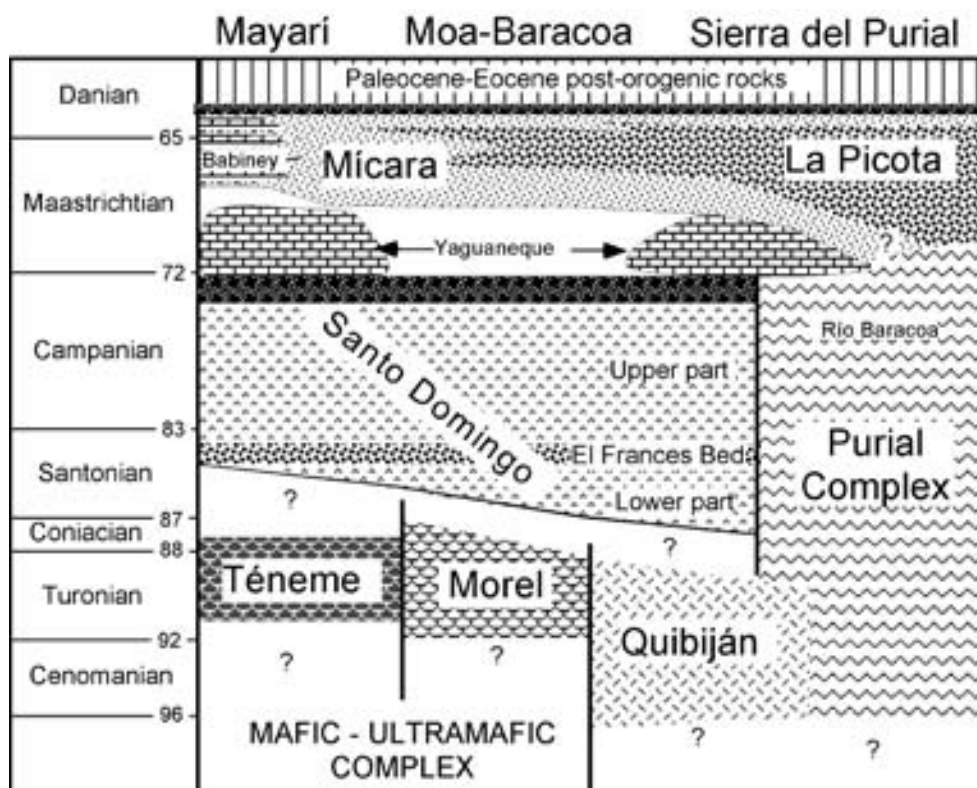 Mayarí Moa-Baracoa Sierra del Purial
Danian
Paleocene-Eocene post-orogenic rocks
65
Babiney
Mícara
La Picota
Maastrichtian
?
Yaguaneque
72
Río Baracoa
Campanian
Santo Domingo
Upper part
83
El Frances Bed
Purial
Complex
Santonian
Lower part
?
87
Coniacian
?
88
Téneme
Morel
Turonian
Quibiján
92
?
?
Cenomanian
96
MAFIC - ULTRAMAFIC
COMPLEX
?
?